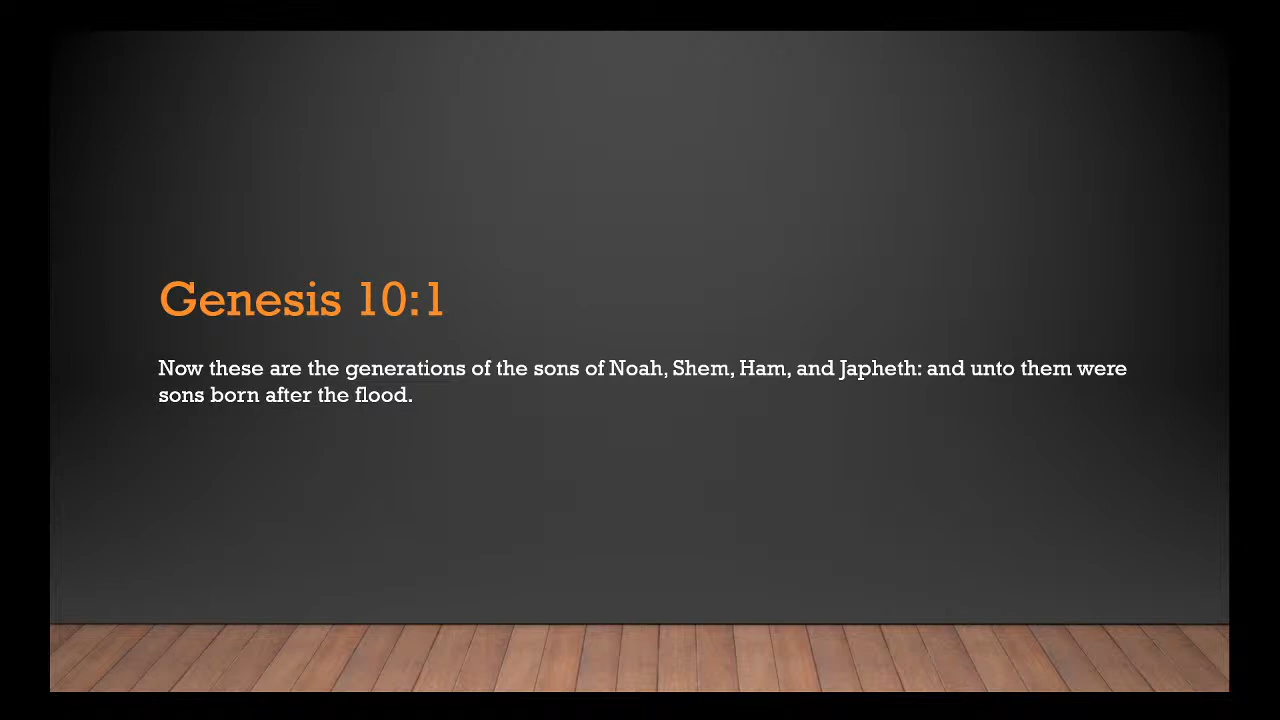 Genesis 10:1
Now these are the generations of the sons of Noah, Shem, Ham, and Japheth: and unto them were
sons born after the flood.